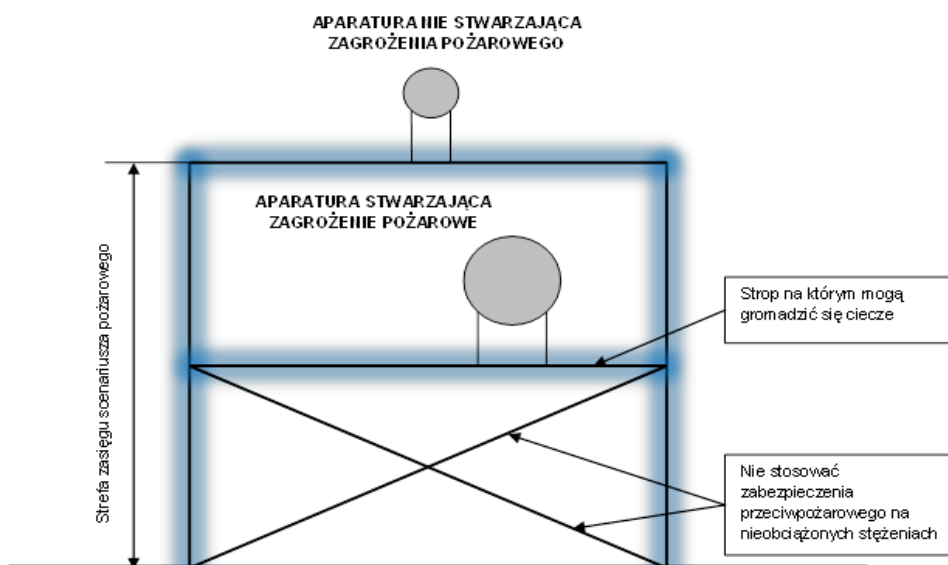 APARATURA NIE STWARZAJĄCA
ZAGROŻENIA POŻAROWEGO
APARATURA STWARZAJĄCA
ZAGROŻENIE POŻAROWE
Strefa zasięgu scenariusza pożarowego
Strop na którym mogą
gromadzić się ciecze
Nie stosować
zabezpieczenia
przeciwpożarowego na
nieobciążonych stężeniach